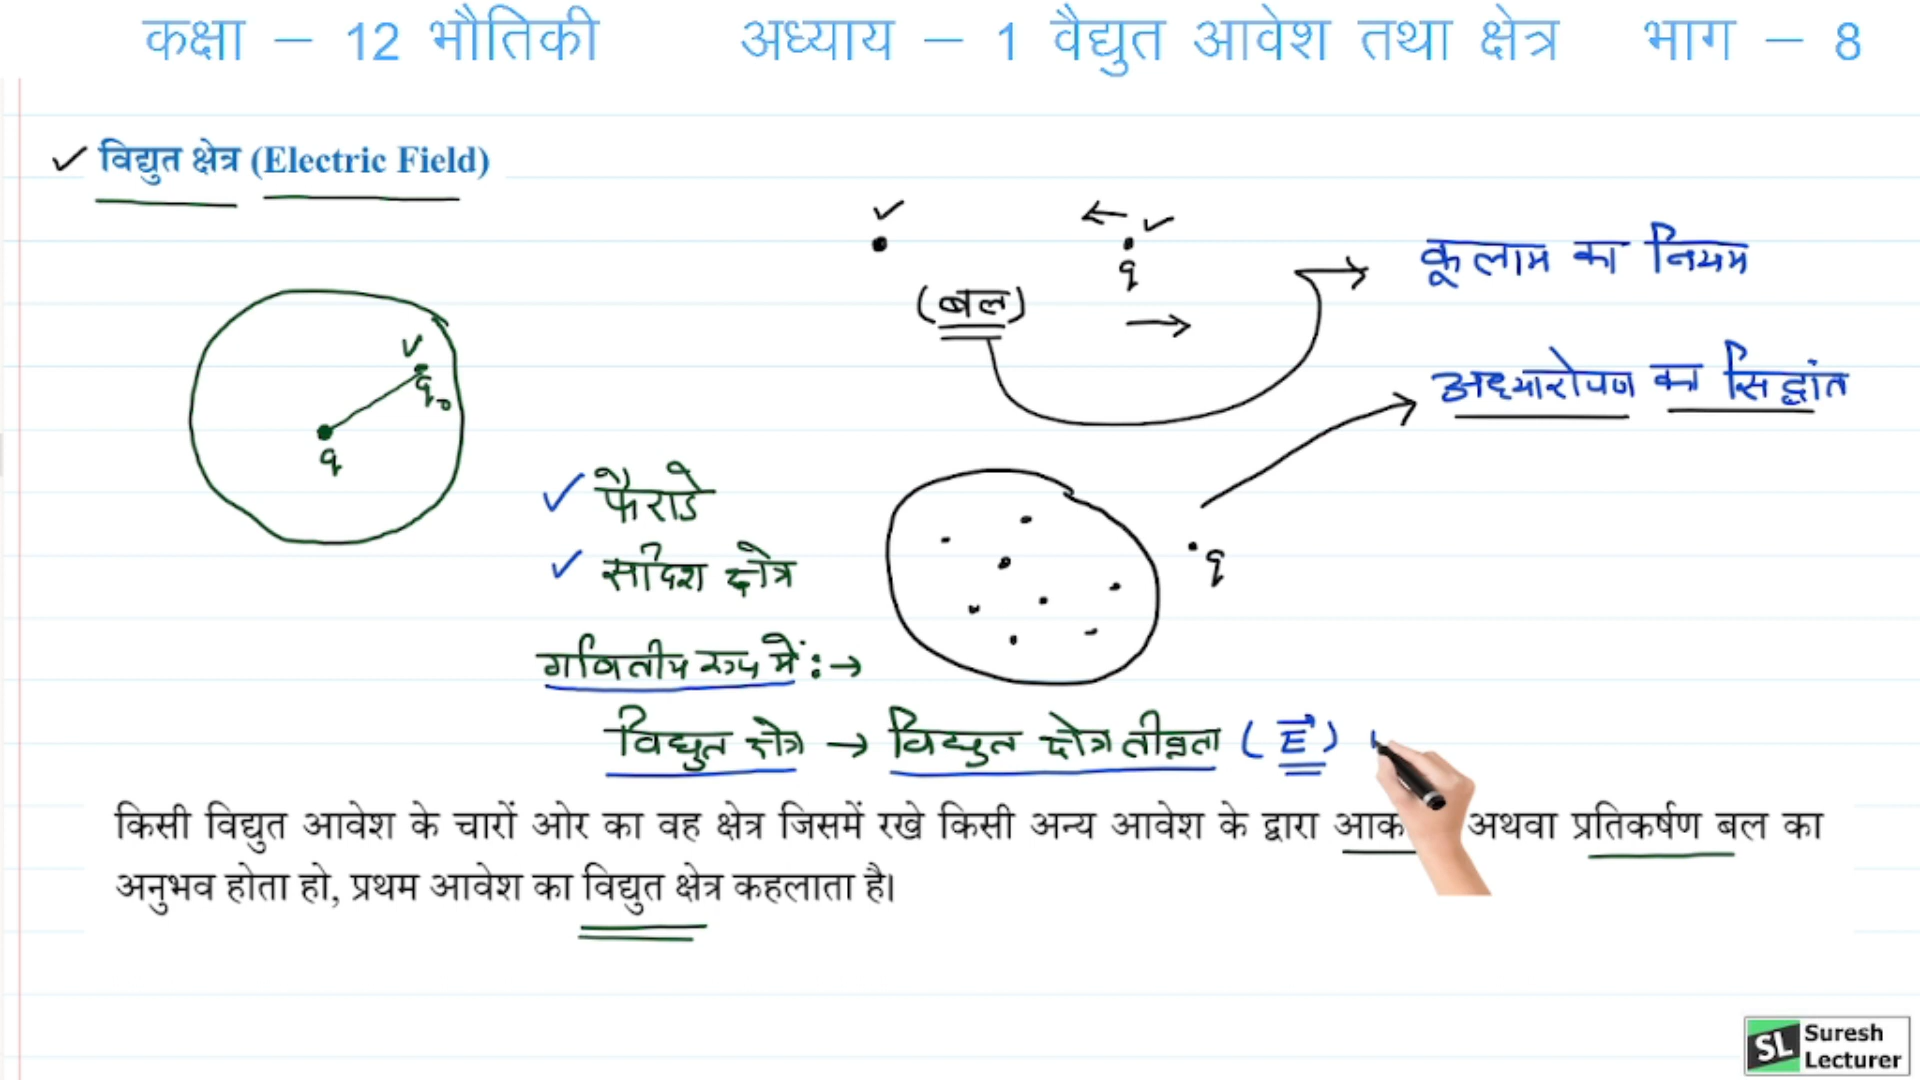 कक्षा – 12 भौतिकी अध्याय – 1 वैद्युत आवेश तथा क्षेत्र भाग – 8
विद्युत क्षेत्र (Electric Field)
q
(बल)
कूलाम का नियम
q₀
q
अध्यारोपण का सिद्धांत
फैराडे
q
सदिश क्षेत्र
गणितीय रूप में :→
विद्युत क्षेत्र → विद्युत क्षेत्र तीव्रता ( E⃗ )
किसी विद्युत आवेश के चारों ओर का वह क्षेत्र जिसमें रखे किसी अन्य आवेश के द्वारा आक अथवा प्रतिकर्षण बल का
अनुभव होता हो, प्रथम आवेश का विद्युत क्षेत्र कहलाता है।
SL Suresh
Lecturer